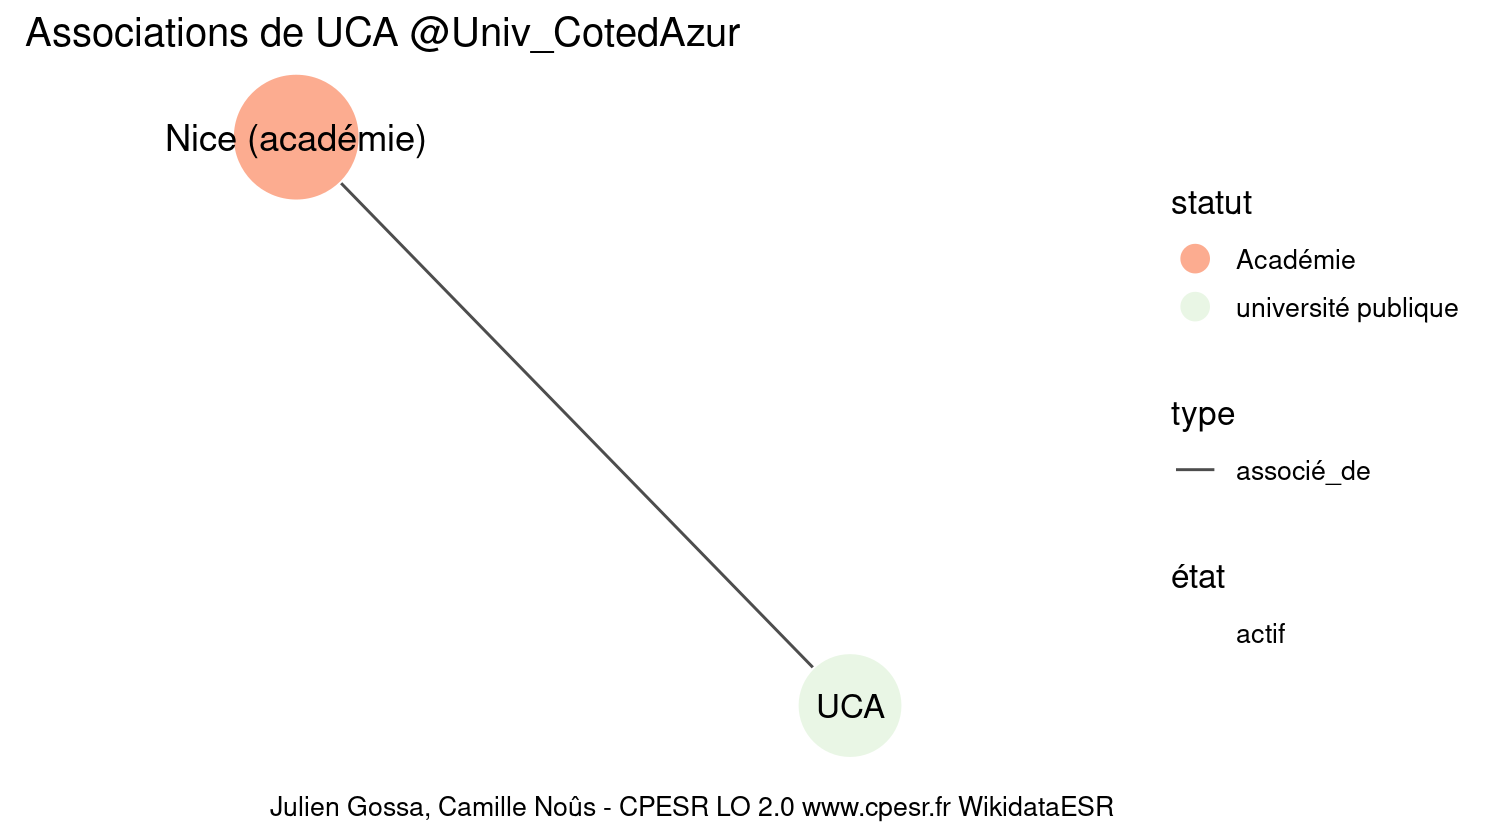 Associations de UCA @Univ_CotedAzur
Nice (académie)
UCA
statut
Académie
université publique
type
associé_de
état
actif
Julien Gossa, Camille Noûs - CPESR LO 2.0 www.cpesr.fr WikidataESR